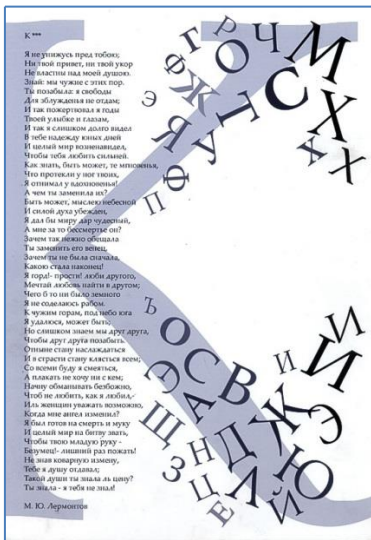 К ***
Я не унижусь пред тобою;
Ни твой привет, ни твой укор
Не властны над моей душою.
Знай: мы чужие с этих пор.
Ты позабыла: я свободы
Для заблужденья не отдам;
И так пожертвовал я годы
Твоей улыбке и глазам,
И так я слишком долго видел
В тебе надежду юных дней
И целый мир возненавидел,
Чтобы тебя любить сильней.
Как знать, быть может, те мгновенья,
Что протекли у ног твоих,
Я отнимал у вдохновенья!
А чем ты заменила их?
Быть может, мыслею небесной
И силой духа убежден,
Я дал бы миру дар чудесный,
А мне за то бессмертье он?
Зачем так нежно обещала
Ты заменить его венец,
Зачем ты не была сначала,
Какою стала наконец!
Я горд!- прости! люби другого,
Мечтай любовь найти в другом;
Чего б то ни было земного
Я не соделаюсь рабом.
К чужим горам, под небо юга
Я удалюся, может быть;
Но слишком знаем мы друг друга,
Чтобы друг друга позабыть.
Отныне стану наслаждаться
И в страсти стану клясться всем;
Со всеми буду я смеяться,
А плакать не хочу ни с кем;
Начну обманывать безбожно,
Чтоб не любить, как я любил,-
Иль женщин уважать возможно,
Когда мне ангел изменил?
Я был готов на смерть и муку
И целый мир на битву звать,
Чтобы твою младую руку -
Безумец!- лишний раз пожать!
Не знав коварную измену,
Тебе я душу отдавал;
Такой души ты знала ль цену?
Ты знала - я тебя не знал!
М. Ю. Лермонтов
Ф Г Р О Ч М
Э Ж С Х
Я У Ц Х Х
П Ф
Ъ О С В И Й Й
Э А К Э
Щ Н Д Ж
З Ц Л Ю
Е Й